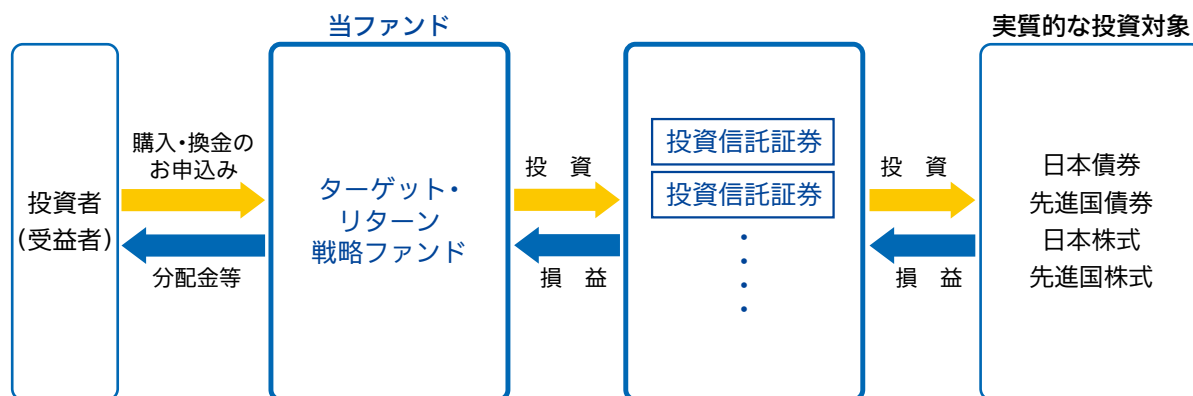 当ファンド
実質的な投資対象
投資者
(受益者)
購入・換金の
お申込み
分配金等
ターゲット・
リターン
戦略ファンド
投 資
損 益
投資信託証券
投資信託証券
・
・
・
・
投 資
損 益
日本債券
先進国債券
日本株式
先進国株式